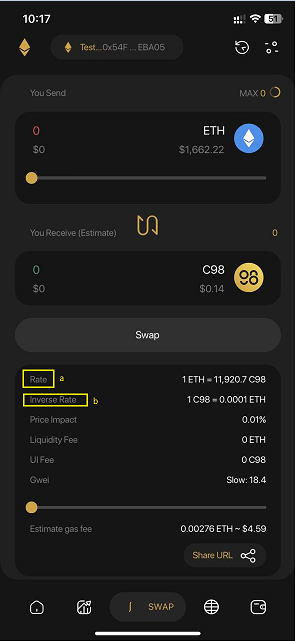 10:17
51
Test...0x54F ... EBA05
You Send
MAX 0
0
ETH
$0
$1,662.22
You Receive (Estimate)
0
0
C98
$0
$0.14
Swap
Rate a 1 ETH = 11,920.7 C98
Inverse Rate b 1 C98 = 0.0001 ETH
Price Impact 0.01%
Liquidity Fee 0 ETH
UI Fee 0 C98
Gwei Slow: 18.4
Estimate gas fee 0.00276 ETH ~ $4.59
Share URL
SWAP